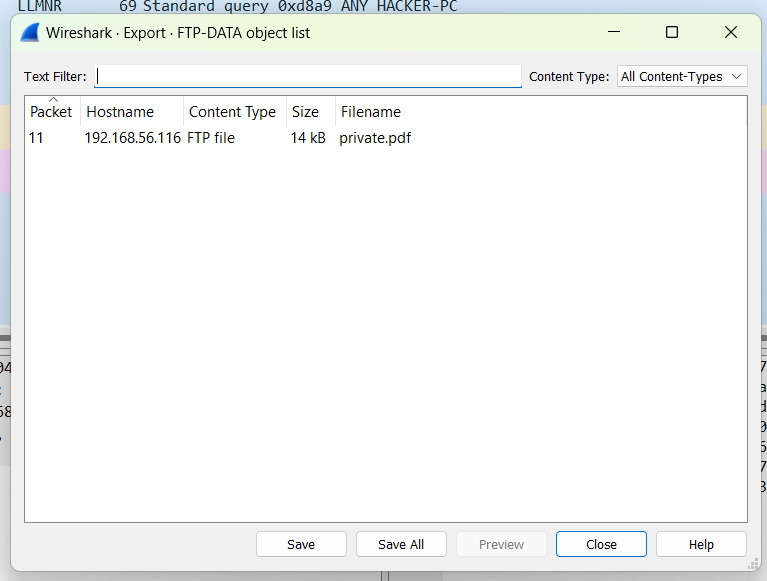 LLMNR 69 Standard query 0xd8a9 ANY HACKER-PC
Wireshark · Export · FTP-DATA object list
Text Filter: Content Type: All Content-Types
Packet Hostname Content Type Size Filename
11 192.168.56.116 FTP file 14 kB private.pdf
Save Save All Preview Close Help